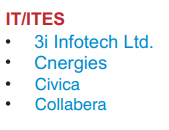 IT/ITES
• 3i Infotech Ltd.
• Cnergies
• Civica
• Collabera